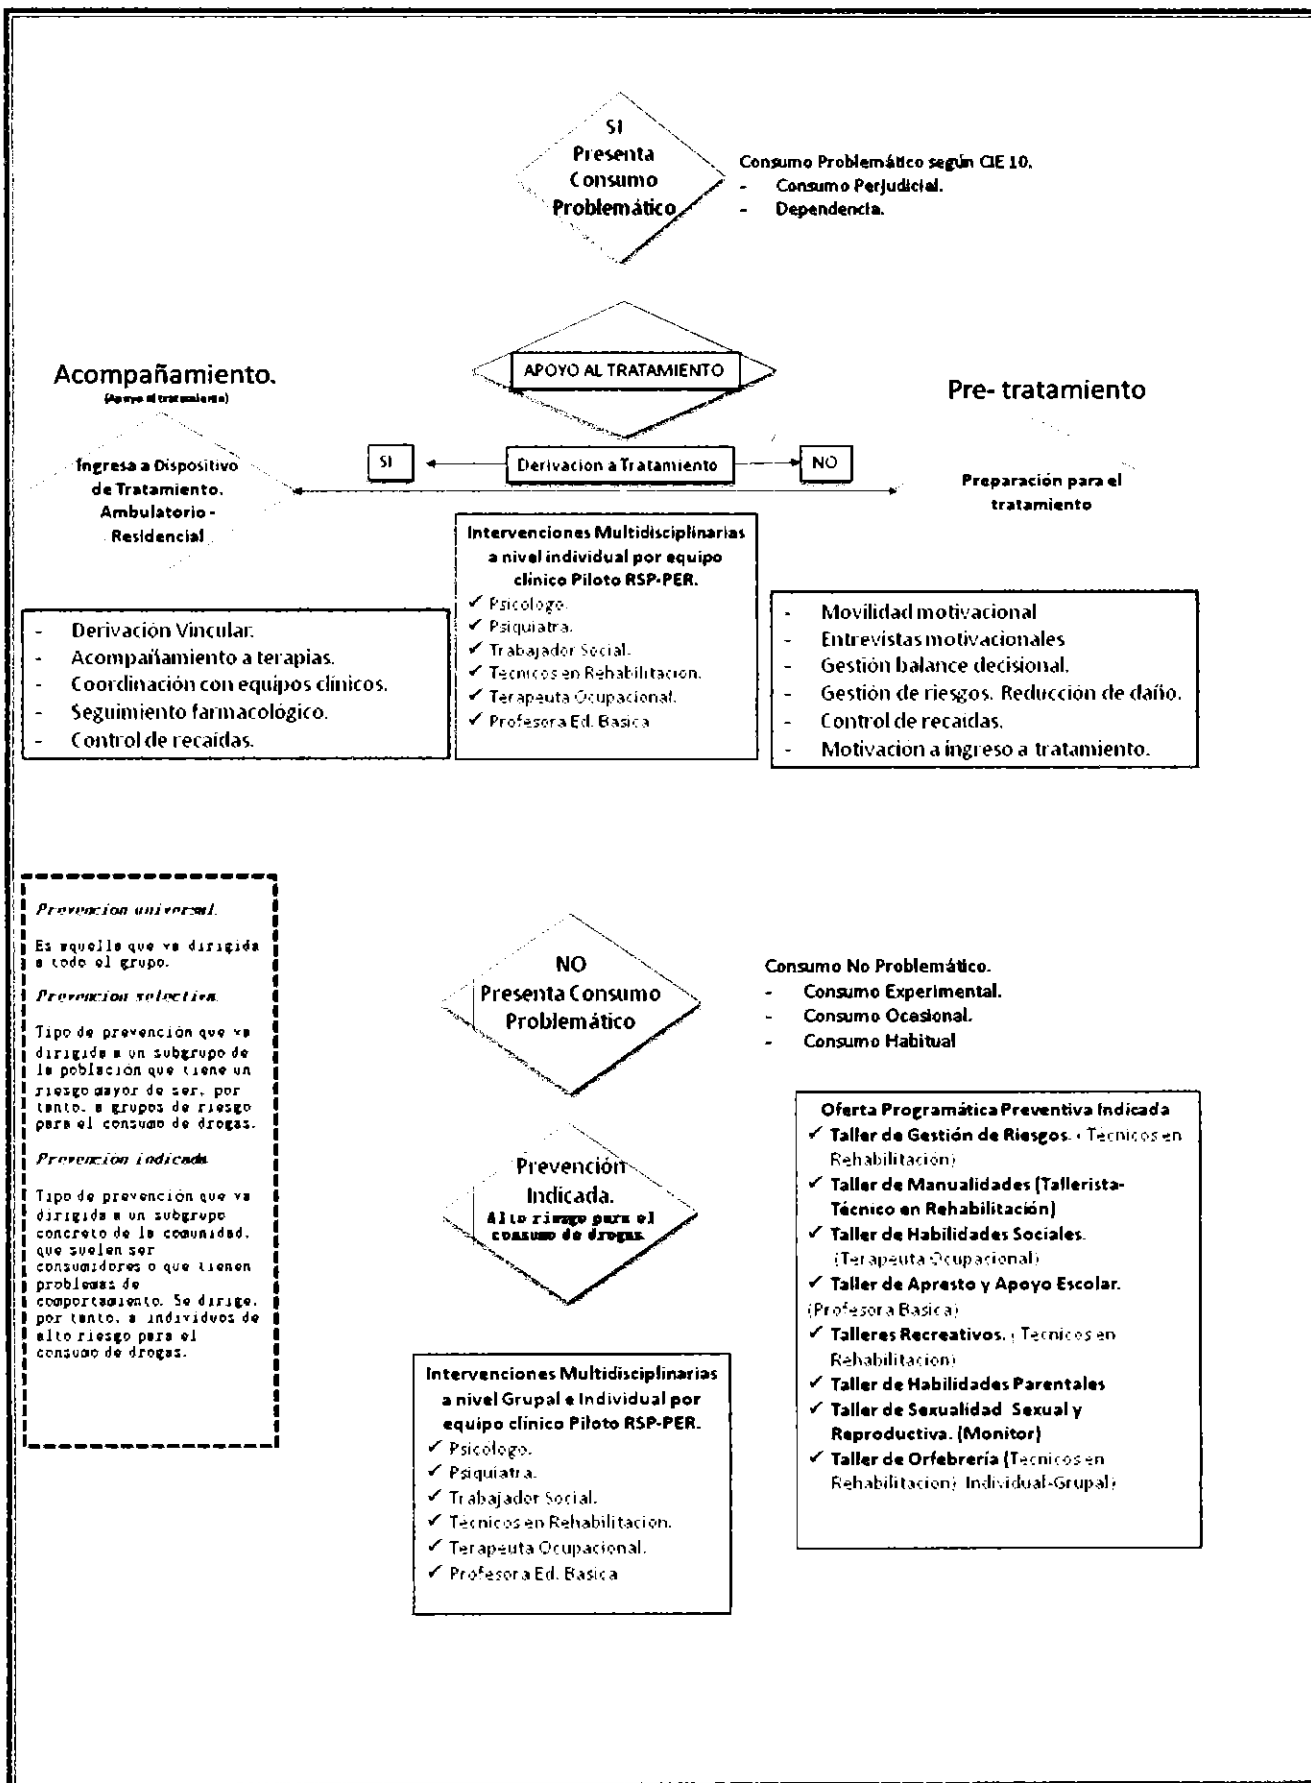 SI
Presenta
Consumo
Problemático
Consumo Problemático según CIE 10.
- Consumo Perjudicial.
- Dependencia.
APOYO AL TRATAMIENTO
Acompañamiento.
(Apoyo al tratamiento)
Pre- tratamiento
Ingresa a Dispositivo
de Tratamiento.
Ambulatorio -
Residencial
SI
Derivacion a Tratamiento
NO
Preparación para el
tratamiento
Intervenciones Multidisciplinarias
a nivel individual por equipo
clínico Piloto RSP-PER.
✓ Psicólogo.
✓ Psiquiatra.
✓ Trabajador Social.
✓ Técnicos en Rehabilitacion.
✓ Terapeuta Ocupacional.
✓ Profesora Ed. Basica
- Derivación Vincular.
- Acompañamiento a terapias.
- Coordinación con equipos clínicos.
- Seguimiento farmacológico.
- Control de recaídas.
- Movilidad motivacional
- Entrevistas motivacionales
- Gestión balance decisional.
- Gestión de riesgos. Reducción de daño.
- Control de recaídas.
- Motivación a ingreso a tratamiento.
Prevencion universal.
Es aquella que va dirigida
a todo el grupo.
Prevencion selectiva.
Tipo de prevención que va
dirigida a un subgrupo de
la población que tiene un
riesgo mayor de ser, por
tanto, a grupos de riesgo
para el consumo de drogas.
Prevención indicada
Tipo de prevención que va
dirigida a un subgrupo
concreto de la comunidad,
que suelen ser
consumidores o que tienen
problemas de
comportamiento. Se dirige,
por tanto, a individuos de
alto riesgo para el
consumo de drogas.
NO
Presenta Consumo
Problemático
Consumo No Problemático.
- Consumo Experimental.
- Consumo Ocasional.
- Consumo Habitual
Prevención
Indicada.
Alto riesgo para el
consumo de drogas
Intervenciones Multidisciplinarias
a nivel Grupal e Individual por
equipo clínico Piloto RSP-PER.
✓ Psicólogo.
✓ Psiquiatra.
✓ Trabajador Social.
✓ Técnicos en Rehabilitacion.
✓ Terapeuta Ocupacional.
✓ Profesora Ed. Basica
Oferta Programática Preventiva Indicada
✓ Taller de Gestión de Riesgos. ( Técnicos en
Rehabilitación)
✓ Taller de Manualidades (Tallerista-
Técnico en Rehabilitación)
✓ Taller de Habilidades Sociales.
(Terapeuta Ocupacional)
✓ Taller de Apresto y Apoyo Escolar.
(Profesora Basica)
✓ Talleres Recreativos. ( Técnicos en
Rehabilitacion)
✓ Taller de Habilidades Parentales
✓ Taller de Sexualidad Sexual y
Reproductiva. (Monitor)
✓ Taller de Orfebrería (Tecnicos en
Rehabilitacion) Individual-Grupal)